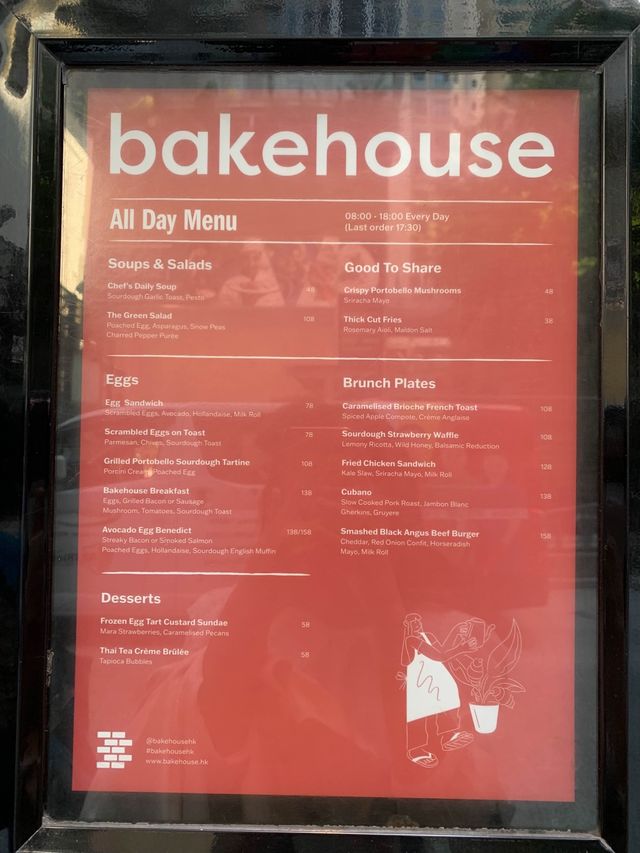 bakehouse
All Day Menu
08:00 - 18:00 Every Day
(Last order 17:30)
Soups & Salads
Chef's Daily Soup 48
Sourdough Garlic Toast, Pesto
The Green Salad 108
Poached Egg, Asparagus, Snow Peas
Charred Pepper Purée
Good To Share
Crispy Portobello Mushrooms 48
Sriracha Mayo
Thick Cut Fries 38
Rosemary Aioli, Maldon Salt
Eggs
Egg Sandwich 78
Scrambled Eggs, Avocado, Hollandaise, Milk Roll
Scrambled Eggs on Toast 78
Parmesan, Chives, Sourdough Toast
Grilled Portobello Sourdough Tartine 108
Porcini Cream, Poached Egg
Bakehouse Breakfast 138
Eggs, Grilled Bacon or Sausage
Mushroom, Tomatoes, Sourdough Toast
Avocado Egg Benedict 138/158
Streaky Bacon or Smoked Salmon
Poached Eggs, Hollandaise, Sourdough English Muffin
Brunch Plates
Caramelised Brioche French Toast 108
Spiced Apple Compote, Crème Anglaise
Sourdough Strawberry Waffle 108
Lemony Ricotta, Wild Honey, Balsamic Reduction
Fried Chicken Sandwich 128
Kale Slaw, Sriracha Mayo, Milk Roll
Cubano 138
Slow Cooked Pork Roast, Jambon Blanc
Gherkins, Gruyere
Smashed Black Angus Beef Burger 158
Cheddar, Red Onion Confit, Horseradish
Mayo, Milk Roll
Desserts
Frozen Egg Tart Custard Sundae 58
Mara Strawberries, Caramelised Pecans
Thai Tea Crème Brûlée 58
Tapioca Bubbles
@bakehousehk
#bakehousehk
www.bakehouse.hk